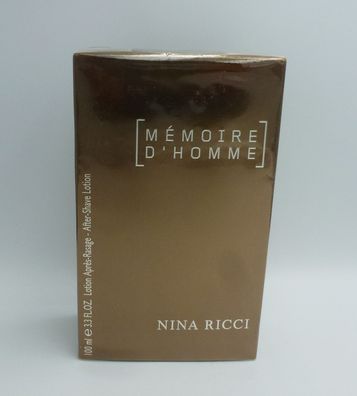 [MÉMOIRE
D'HOMME]
NINA RICCI
100 ml e 3.3 FL.OZ. Lotion Après-Rasage - After-Shave Lotion